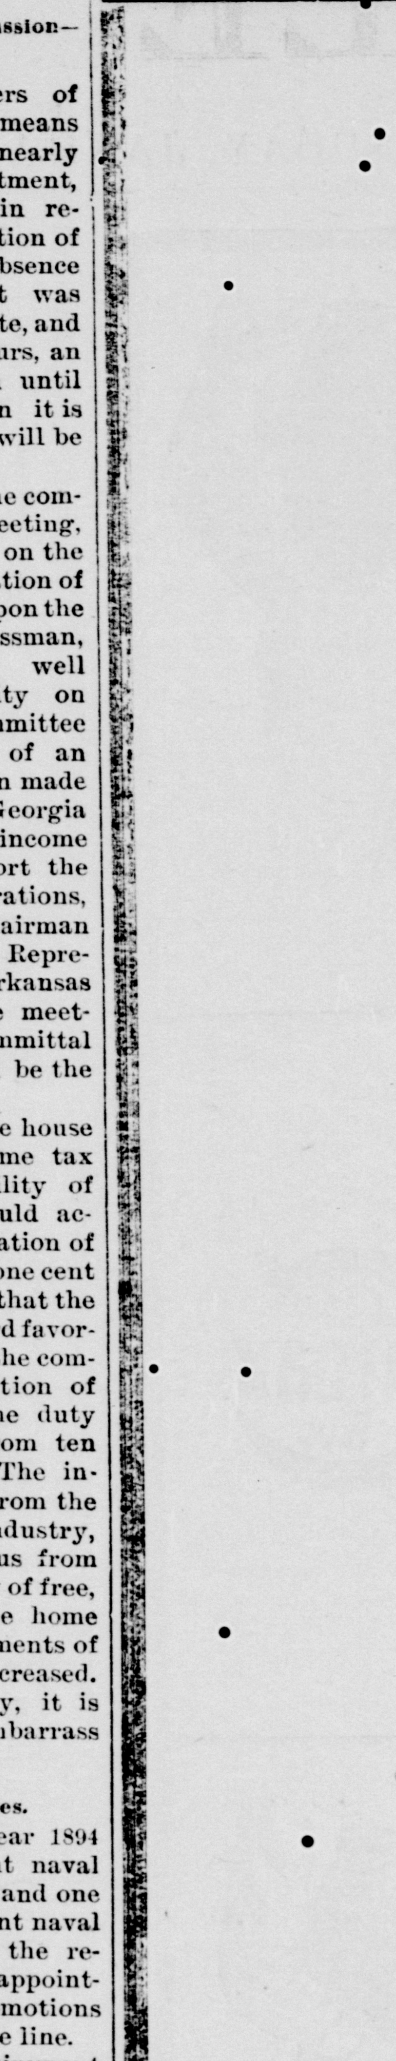 ssion—
ers of
means
nearly
tment,
in re-
tion of
bsence
t was
te, and
urs, an
until
n it is
will be
e com-
eeting,
on the
tion of
pon the
ssman,
well
ty on
mmittee
of an
n made
Georgia
income
ort the
rations,
airman
Repre-
rkansas
e meet-
mmittal
be the
e house
me tax
lity of
uld ac-
ation of
one cent
that the
d favor-
he com-
tion of
e duty
om ten
The in-
rom the
dustry,
us from
of free,
e home
ments of
creased.
y, it is
mbarrass
es.
ear 1894
t naval
and one
nt naval
the re-
appoint-
motions
e line.